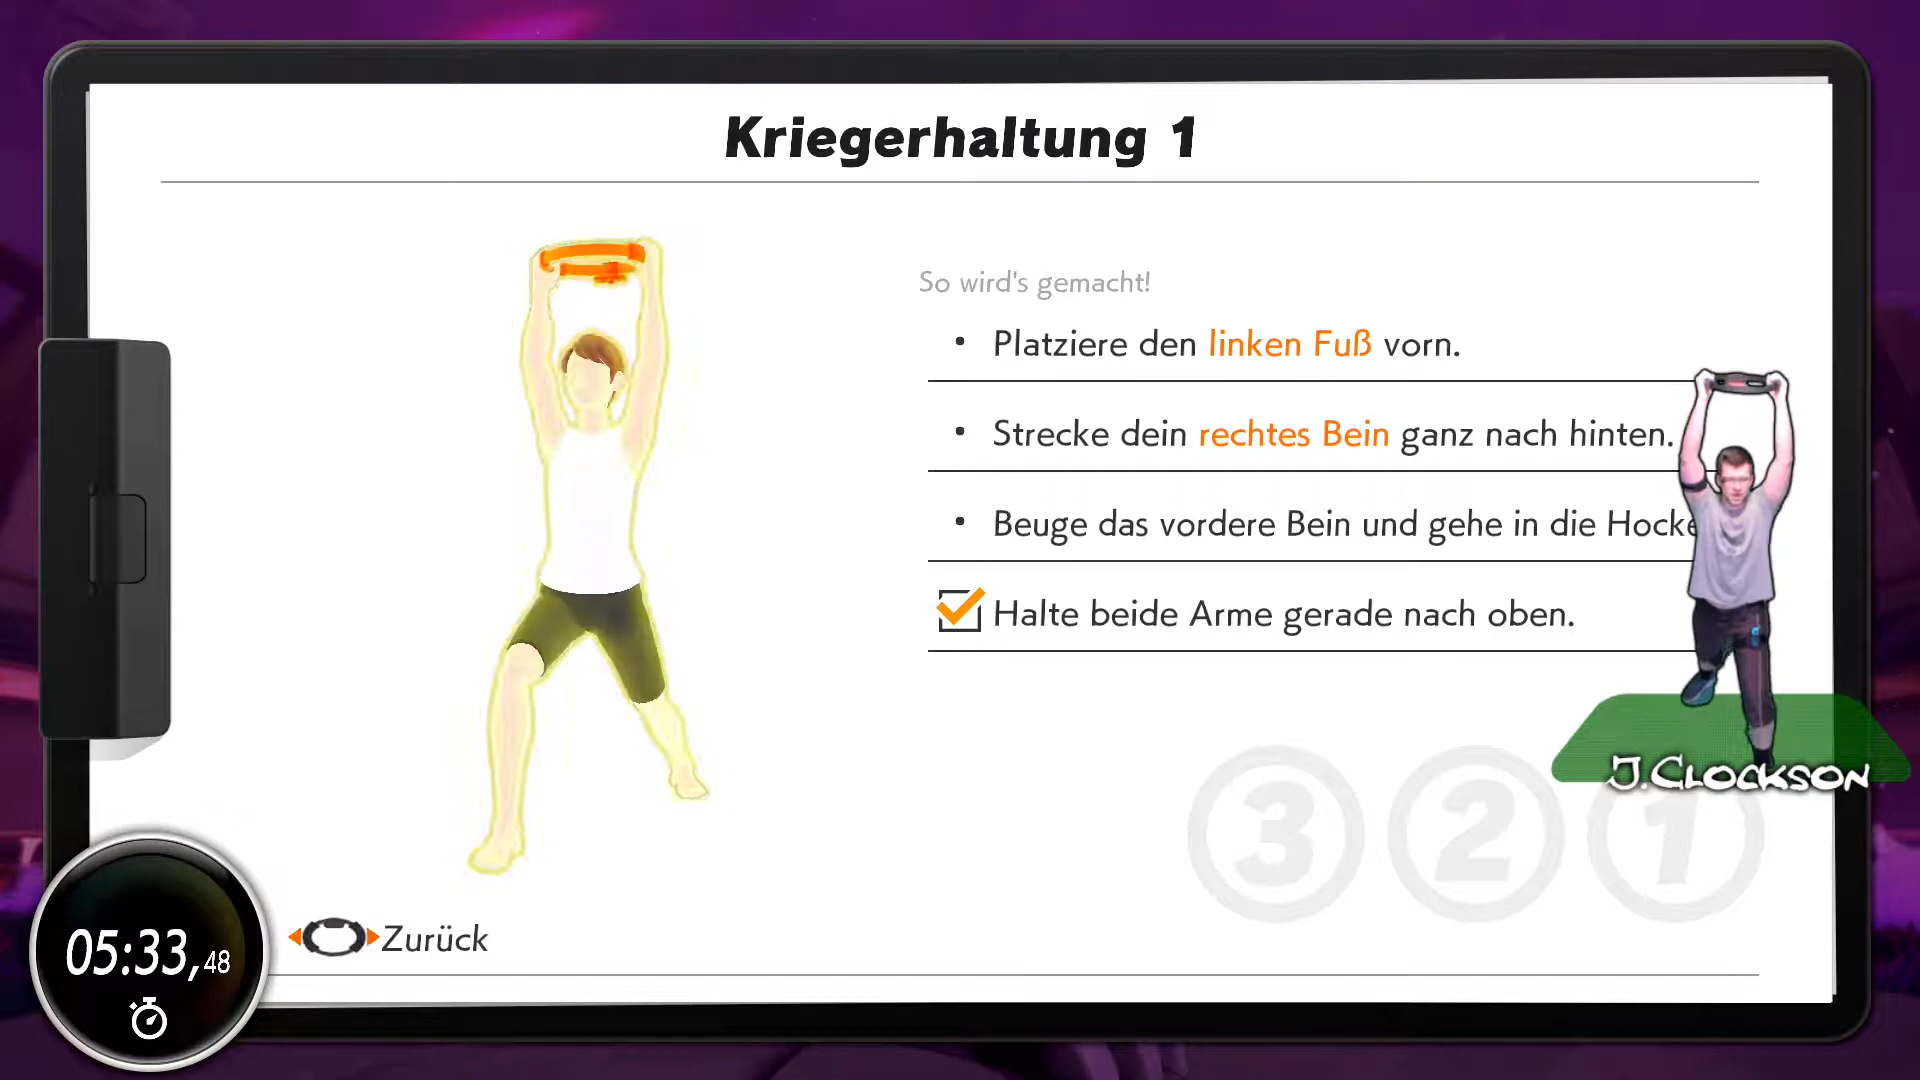 Kriegerhaltung 1
So wird's gemacht!
• Platziere den linken Fuß vorn.
• Strecke dein rechtes Bein ganz nach hinten.
• Beuge das vordere Bein und gehe in die Hocke
Halte beide Arme gerade nach oben.
J.CLOCKSON
3 2 1
Zurück
05:33,48